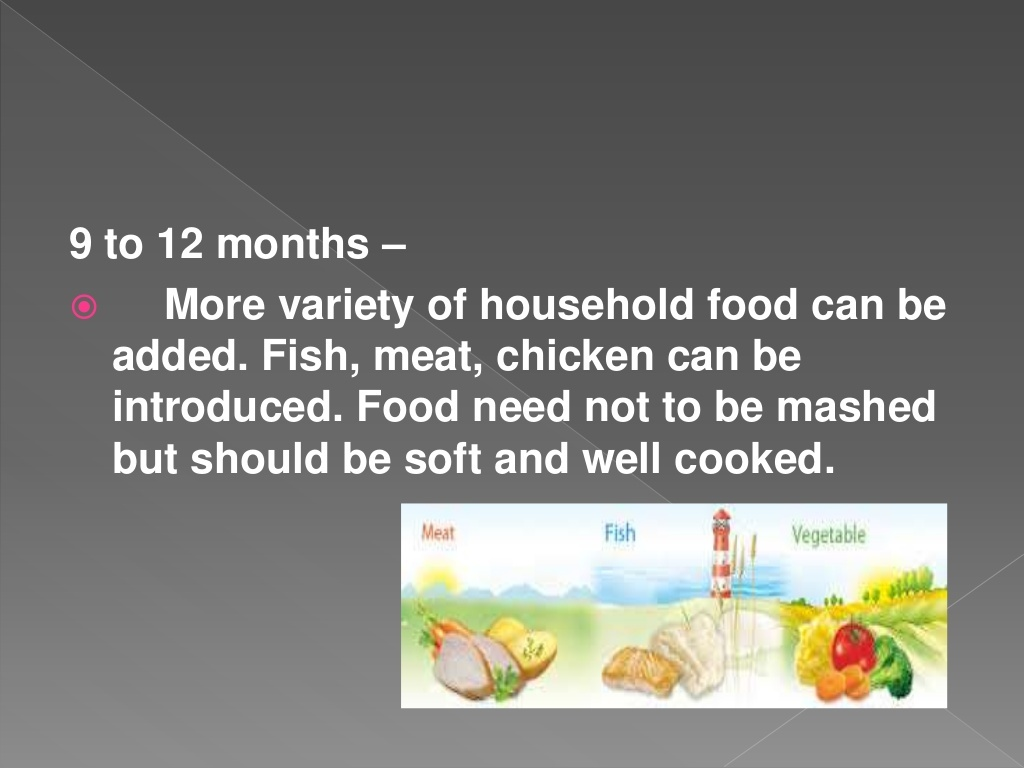 9 to 12 months –
More variety of household food can be
added. Fish, meat, chicken can be
introduced. Food need not to be mashed
but should be soft and well cooked.
Meat Fish Vegetable